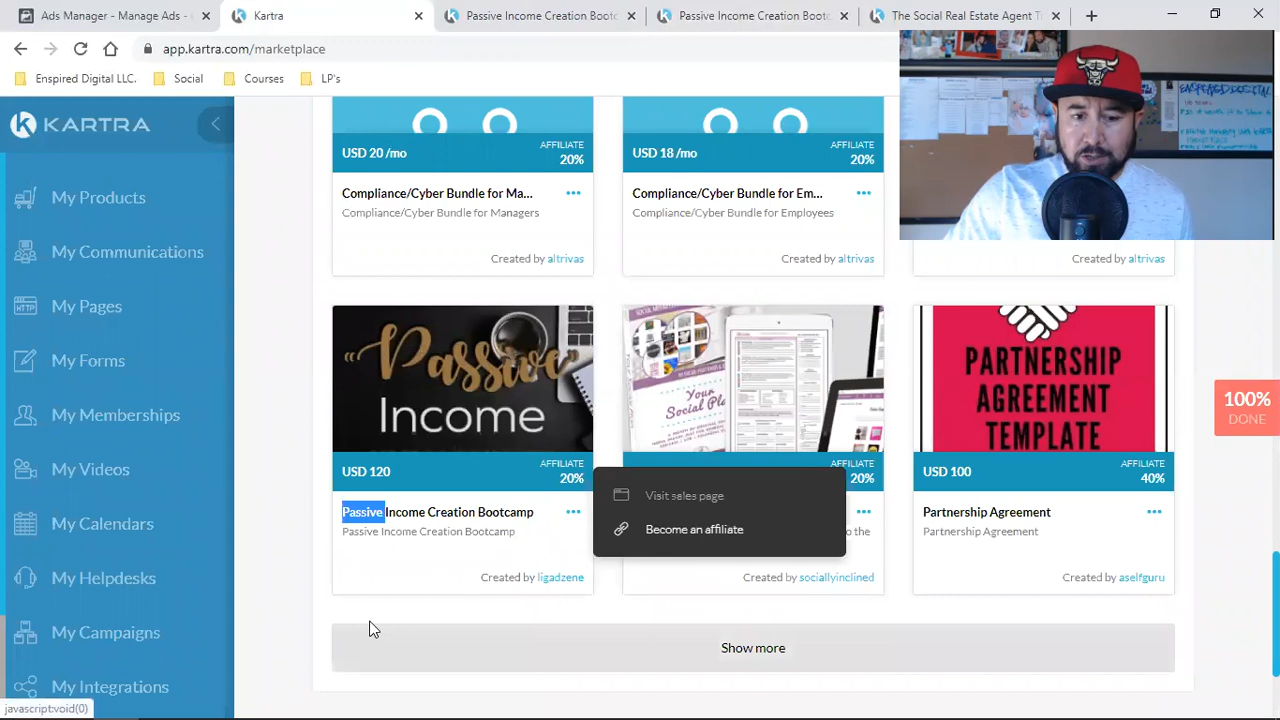 Ads Manager - Manage Ads -
Kartra
Passive Income Creation Bootc
Passive Income Creation Bootc
The Social Real Estate Agent T
app.kartra.com/marketplace
Enspired Digital LLC.
Social
Courses
LP's
KARTRA
My Products
My Communications
My Pages
My Forms
My Memberships
My Videos
My Calendars
My Helpdesks
My Campaigns
My Integrations
javascript:void(0)
USD 20 /mo
AFFILIATE
20%
Compliance/Cyber Bundle for Ma...
Compliance/Cyber Bundle for Managers
Created by altrivas
USD 18 /mo
AFFILIATE
20%
Compliance/Cyber Bundle for Em...
Compliance/Cyber Bundle for Employees
Created by altrivas
Created by altrivas
"Passive
Income
USD 120
AFFILIATE
20%
Passive Income Creation Bootcamp
Passive Income Creation Bootcamp
Created by ligadzene
Your
AFFILIATE
20%
Visit sales page
Become an affiliate
o the
Created by sociallyinclined
PARTNERSHIP
AGREEMENT
TEMPLATE
USD 100
AFFILIATE
40%
Partnership Agreement
Partnership Agreement
Created by aselfguru
Show more
100%
DONE